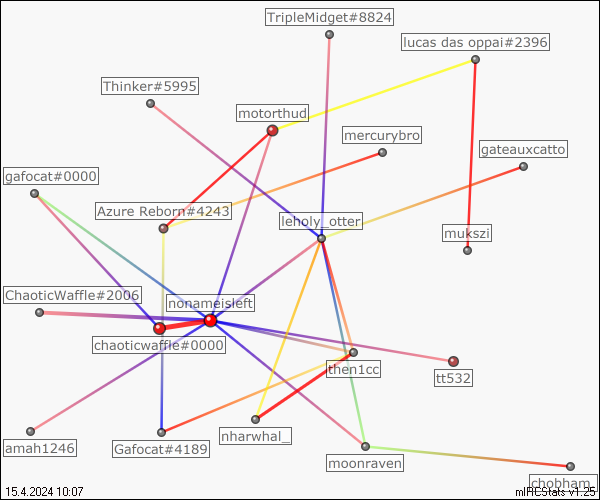 TripleMidget#8824
lucas das oppai#2396
Thinker#5995
motorthud
mercurybro
gateauxcatto
gafocat#0000
Azure Reborn#4243
leholy_otter
mukszi
ChaoticWaffle#2006
nonameisleft
chaoticwaffle#0000
then1cc
tt532
amah1246
Gafocat#4189
nharwhal_
moonraven
chobham
15.4.2024 10:07
mIRCStats v1.25